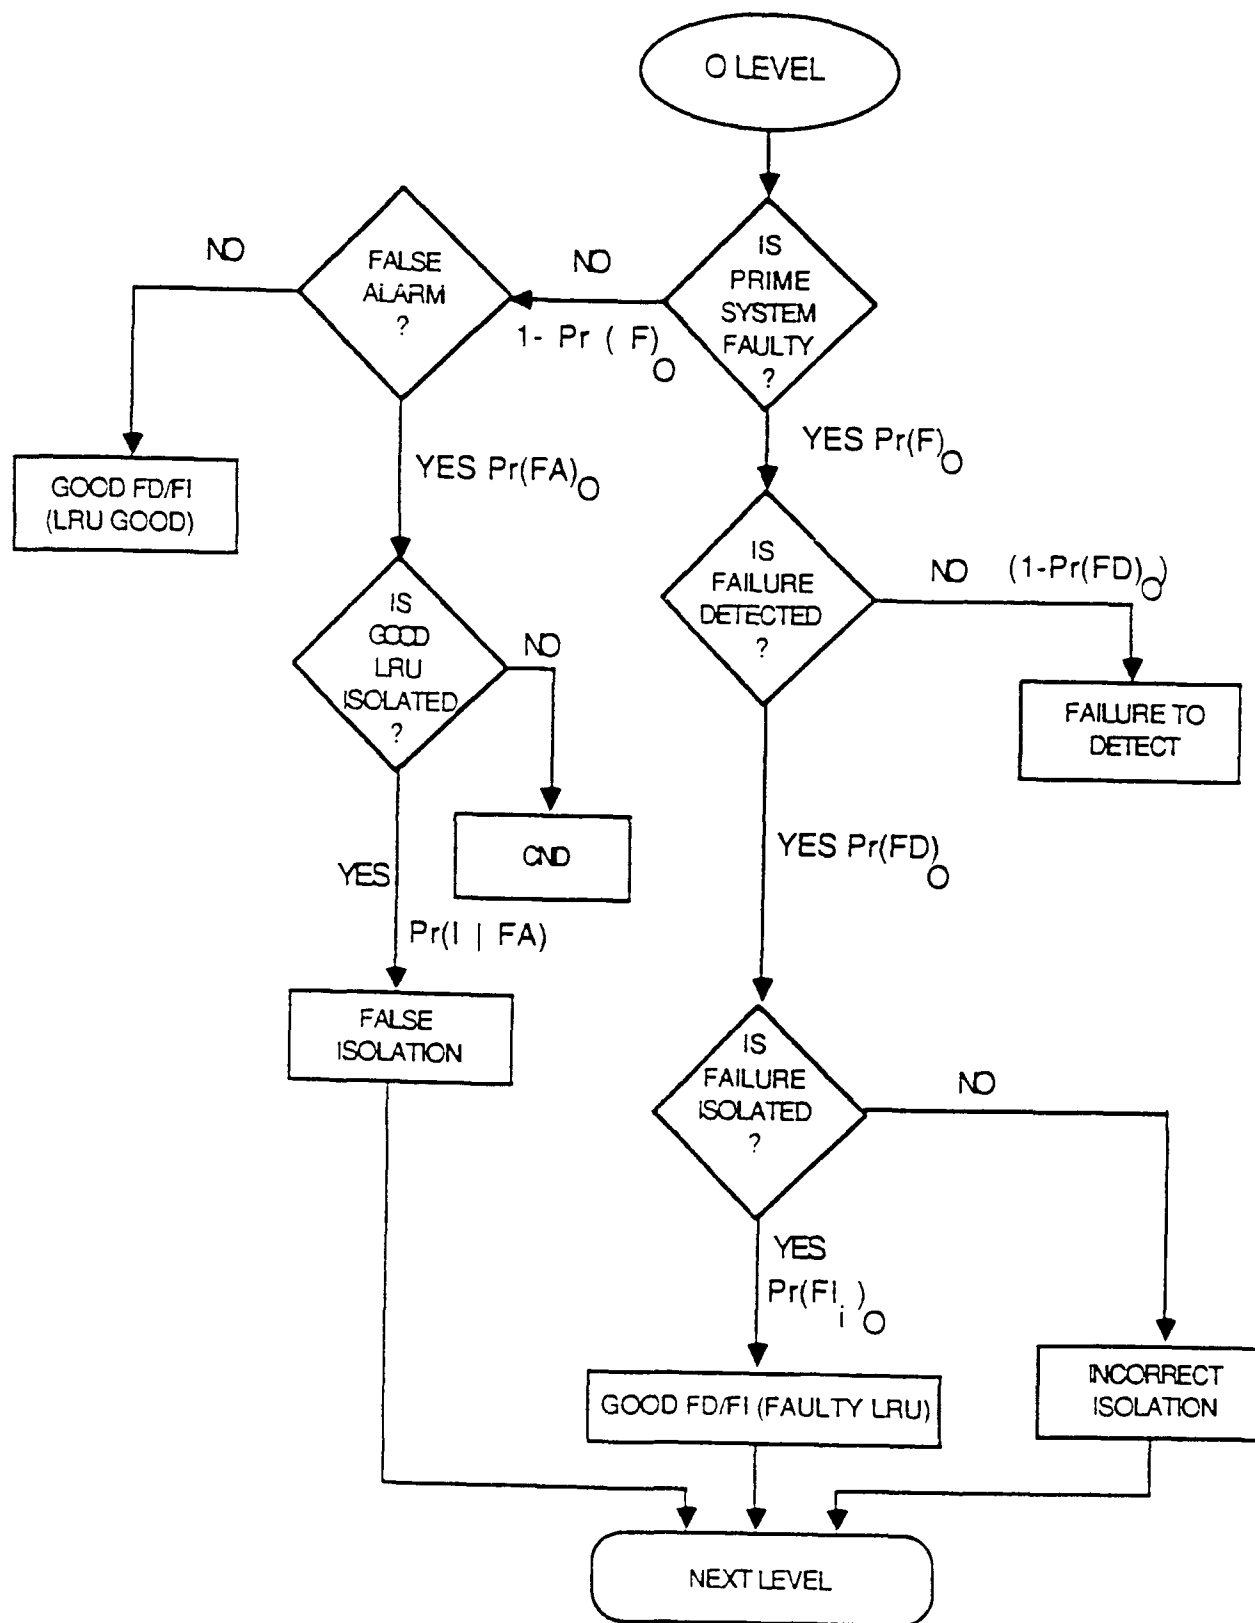 O LEVEL
IS
PRIME
SYSTEM
FAULTY
?
NO
1- Pr ( F)O
FALSE
ALARM
?
NO
GOOD FD/FI
(LRU GOOD)
YES Pr(FA)O
YES Pr(F)O
IS
GOOD
LRU
ISOLATED
?
NO
CND
YES
Pr(I | FA)
FALSE
ISOLATION
IS
FAILURE
DETECTED
?
NO (1-Pr(FD)O)
FAILURE TO
DETECT
YES Pr(FD)O
IS
FAILURE
ISOLATED
?
NO
YES
Pr(FIi)O
GOOD FD/FI (FAULTY LRU)
INCORRECT
ISOLATION
NEXT LEVEL